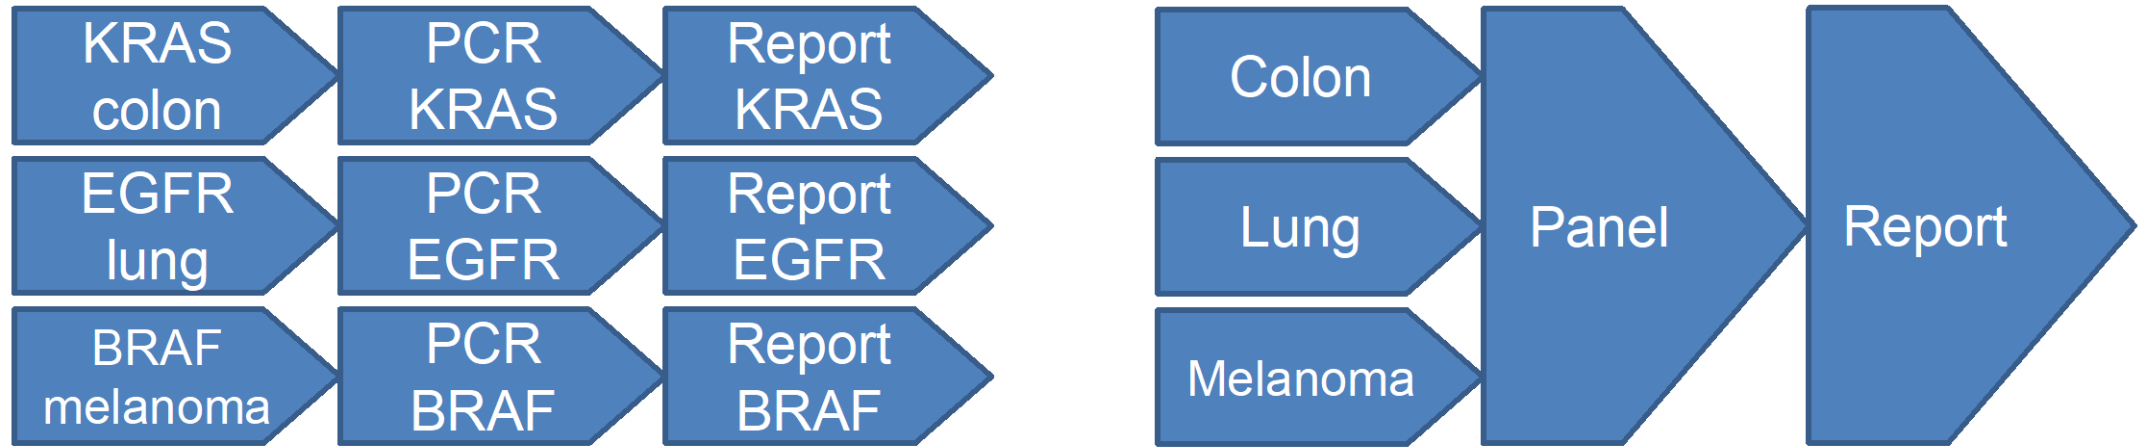 KRAS
colon
PCR
KRAS
Report
KRAS
EGFR
lung
PCR
EGFR
Report
EGFR
BRAF
melanoma
PCR
BRAF
Report
BRAF
Colon
Lung
Melanoma
Panel
Report